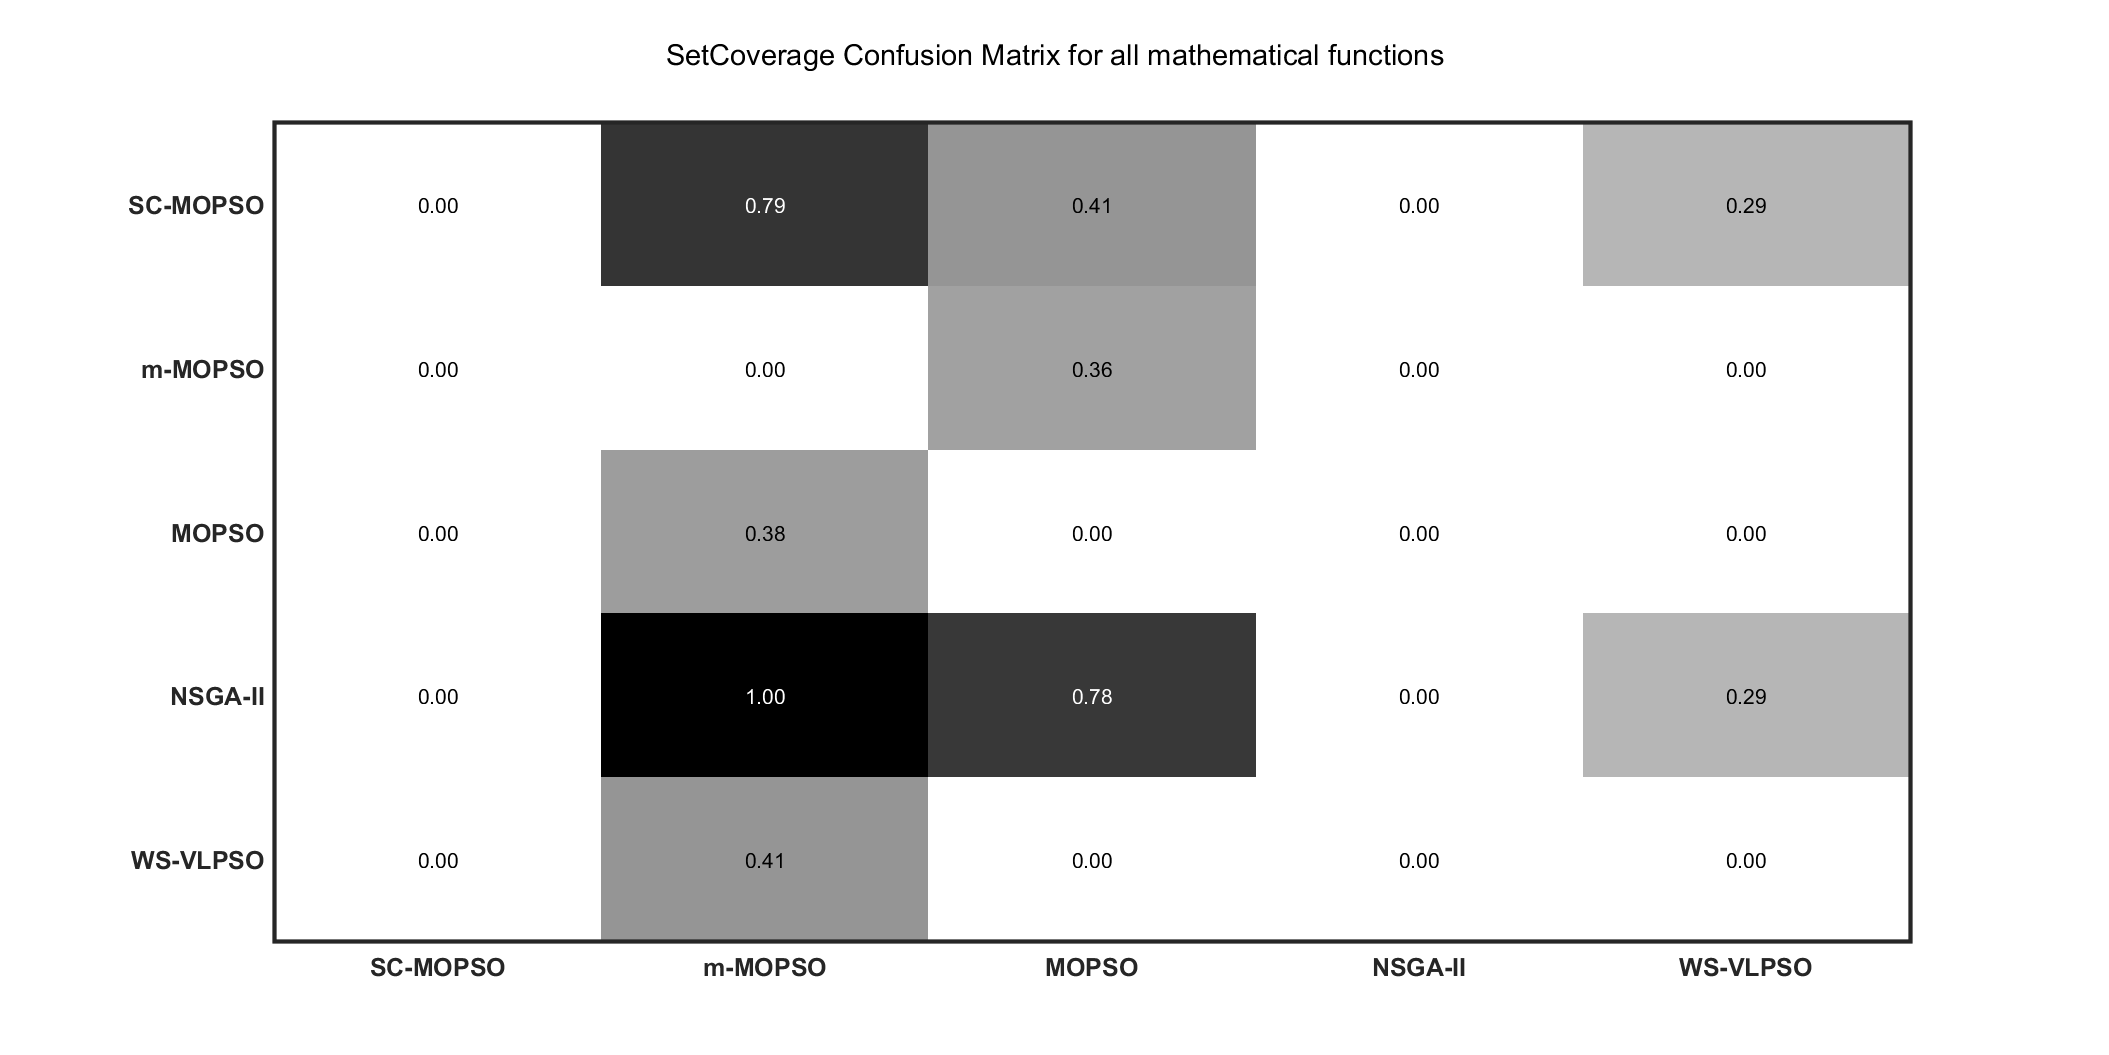 SetCoverage Confusion Matrix for all mathematical functions
SC-MOPSO 0.00 0.79 0.41 0.00 0.29
m-MOPSO 0.00 0.00 0.36 0.00 0.00
MOPSO 0.00 0.38 0.00 0.00 0.00
NSGA-II 0.00 1.00 0.78 0.00 0.29
WS-VLPSO 0.00 0.41 0.00 0.00 0.00
SC-MOPSO m-MOPSO MOPSO NSGA-II WS-VLPSO